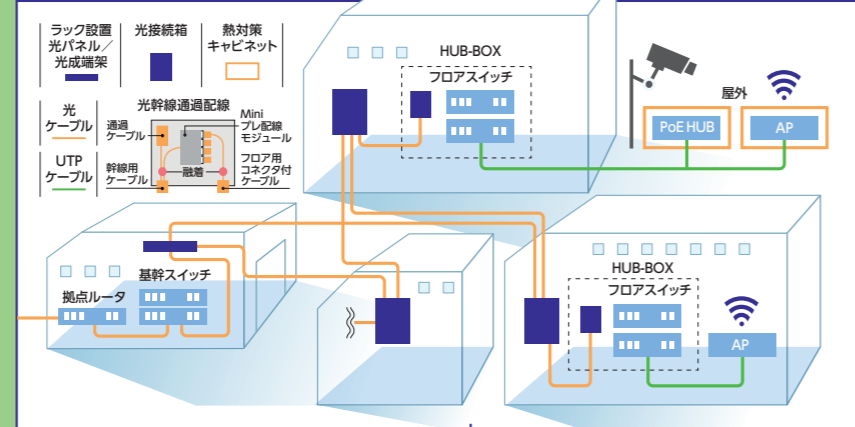 ラック設置
光パネル／
光成端架
光接続箱
熱対策
キャビネット
光
ケーブル
UTP
ケーブル
光幹線通過配線
通過
ケーブル
Mini
プレ配線
モジュール
幹線用
ケーブル
融着
フロア用
コネクタ付
ケーブル
HUB-BOX
フロアスイッチ
屋外
PoE HUB
AP
基幹スイッチ
拠点ルータ
HUB-BOX
フロアスイッチ
AP